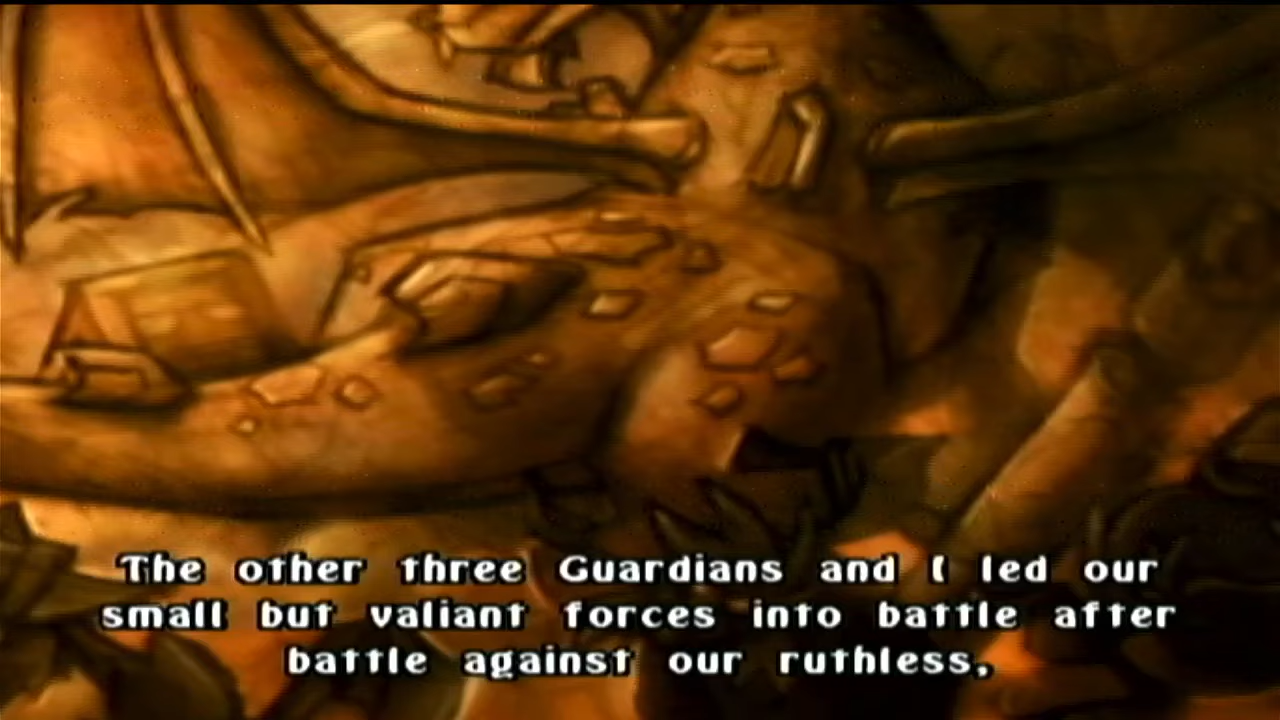 The other three Guardians and I led our
small but valiant forces into battle after
battle against our ruthless,